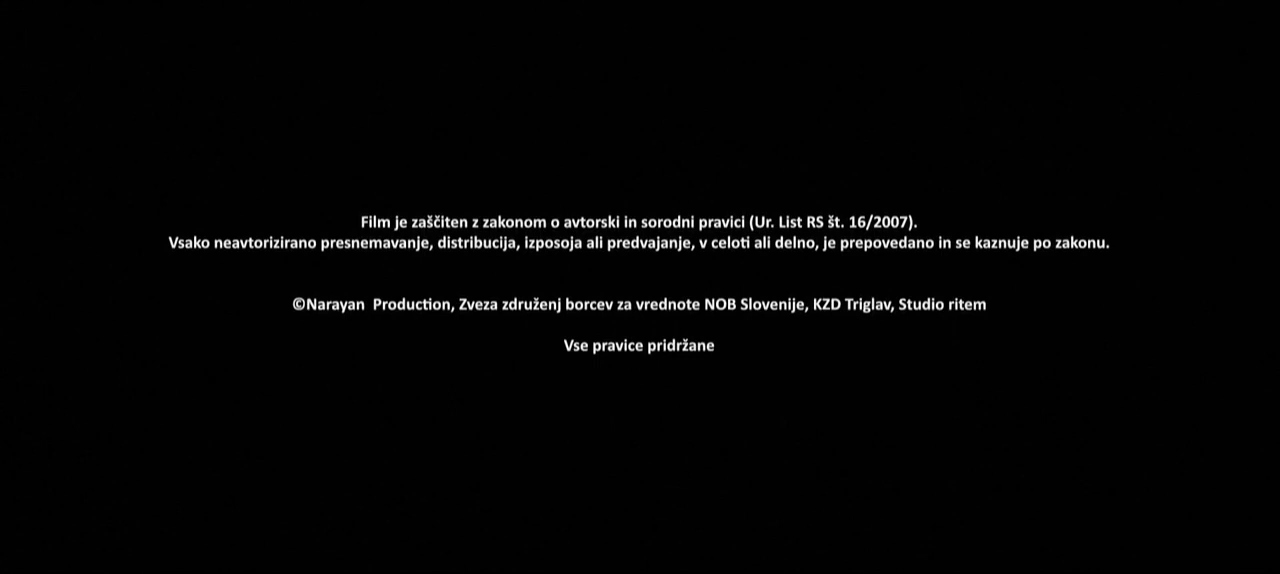 Film je zaščiten z zakonom o avtorski in sorodni pravici (Ur. List RS št. 16/2007).
Vsako neavtorizirano presnemavanje, distribucija, izposoja ali predvajanje, v celoti ali delno, je prepovedano in se kaznuje po zakonu.
©Narayan  Production, Zveza združenj borcev za vrednote NOB Slovenije, KZD Triglav, Studio ritem
Vse pravice pridržane